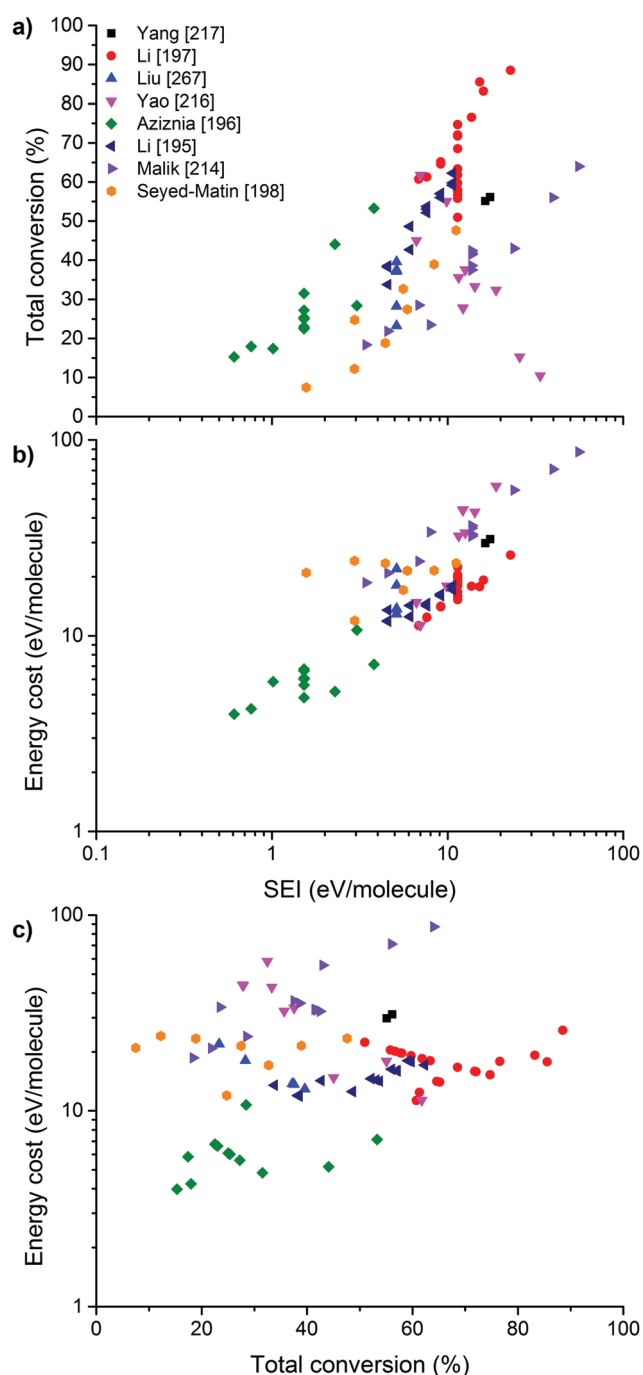 a)
Total conversion (%)
100
90
80
70
60
50
40
30
20
10
0
Yang [217]
Li [197]
Liu [267]
Yao [216]
Aziznia [196]
Li [195]
Malik [214]
Seyed-Matin [198]
b)
Energy cost (eV/molecule)
100
10
1
0.1 1 10 100
SEI (eV/molecule)
c)
Energy cost (eV/molecule)
100
10
1
0 20 40 60 80 100
Total conversion (%)